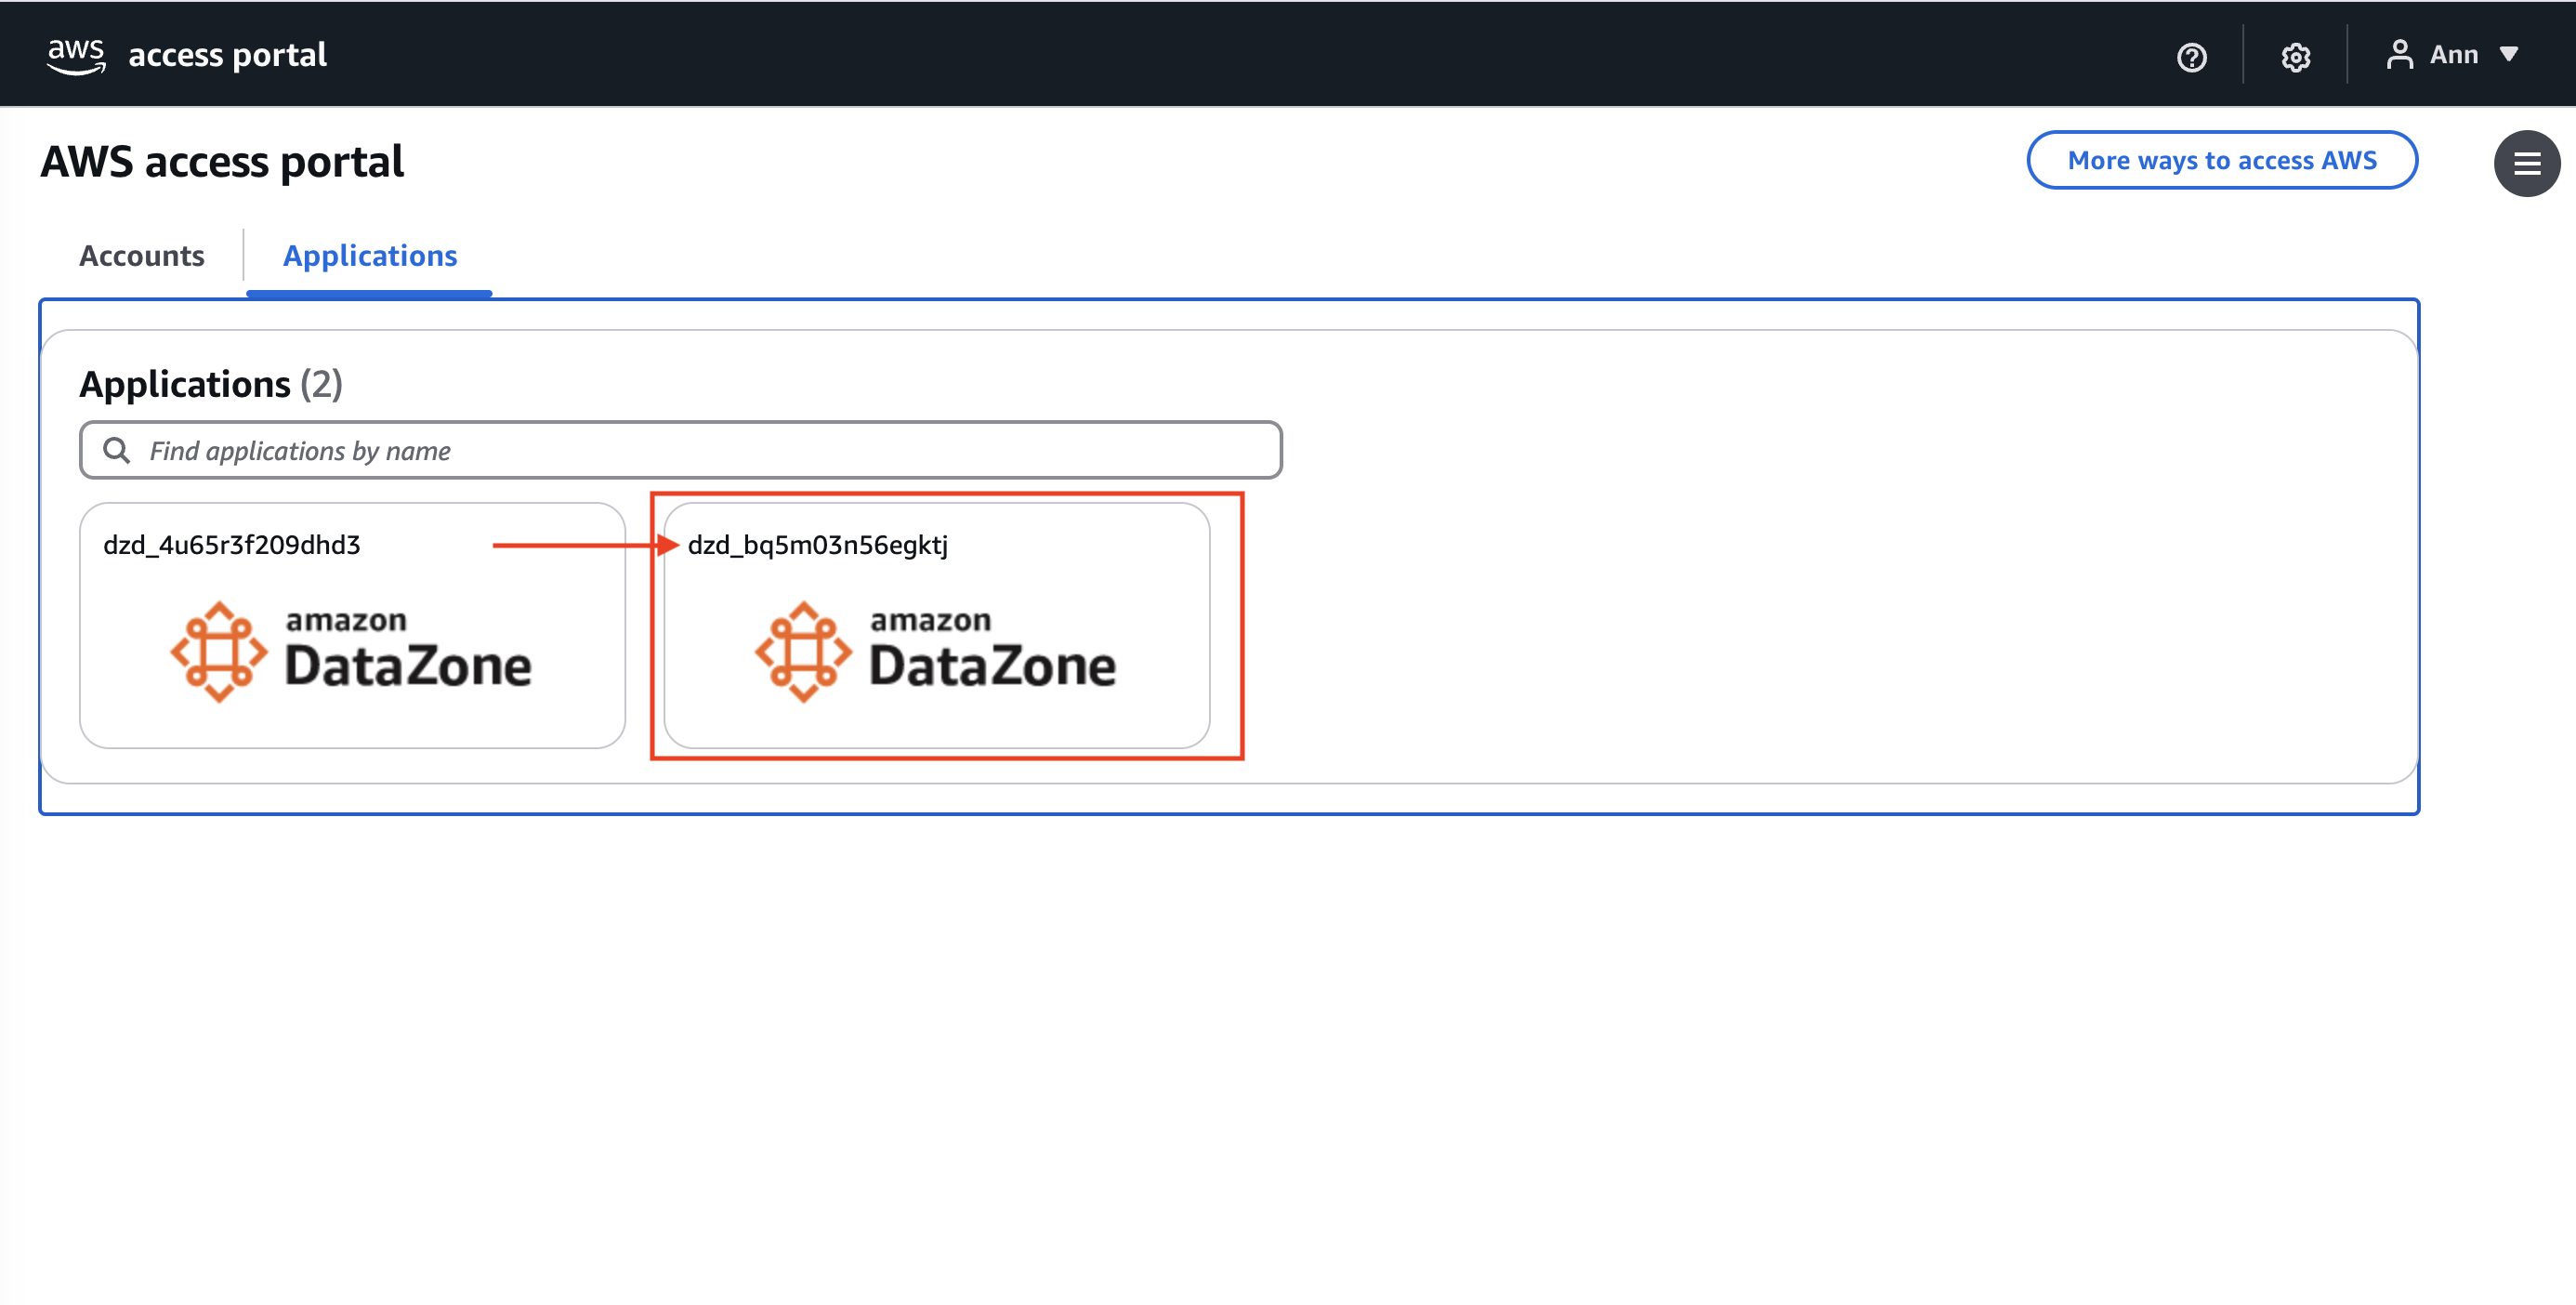 aws access portal
Ann
AWS access portal
More ways to access AWS
Accounts
Applications
Applications (2)
Find applications by name
dzd_4u65r3f209dhd3
amazon
DataZone
dzd_bq5m03n56egktj
amazon
DataZone